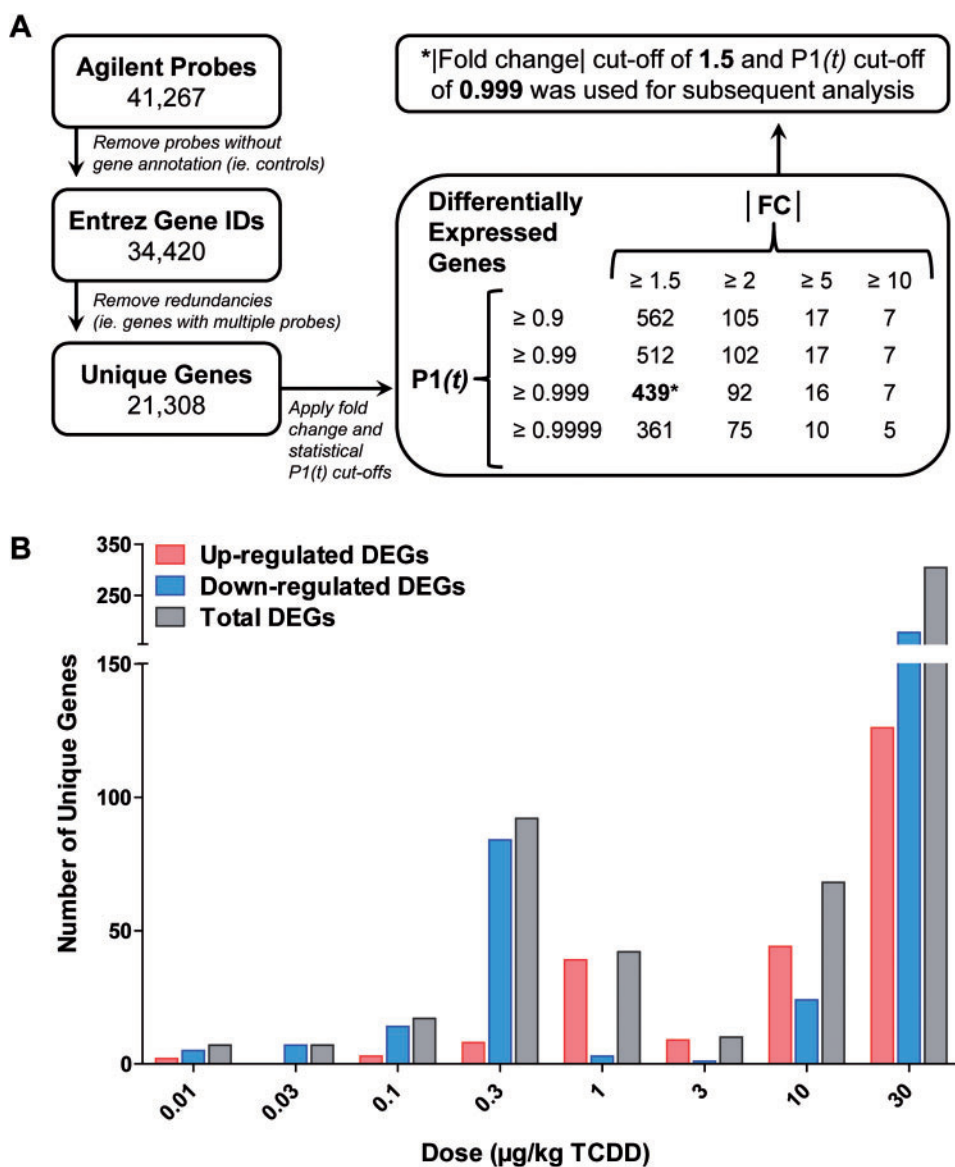 A
Agilent Probes
41,267
Remove probes without
gene annotation (ie. controls)
Entrez Gene IDs
34,420
Remove redundancies
(ie. genes with multiple probes)
Unique Genes
21,308
Apply fold
change and
statistical
P1(t) cut-offs
*|Fold change| cut-off of 1.5 and P1(t) cut-off
of 0.999 was used for subsequent analysis
Differentially
Expressed
Genes
|FC|
≥ 1.5 ≥ 2 ≥ 5 ≥ 10
P1(t)
≥ 0.9 562 105 17 7
≥ 0.99 512 102 17 7
≥ 0.999 439* 92 16 7
≥ 0.9999 361 75 10 5
B
Up-regulated DEGs
Down-regulated DEGs
Total DEGs
Number of Unique Genes
350
250
150
100
50
0
0.01 0.03 0.1 0.3 1 3 10 30
Dose (µg/kg TCDD)